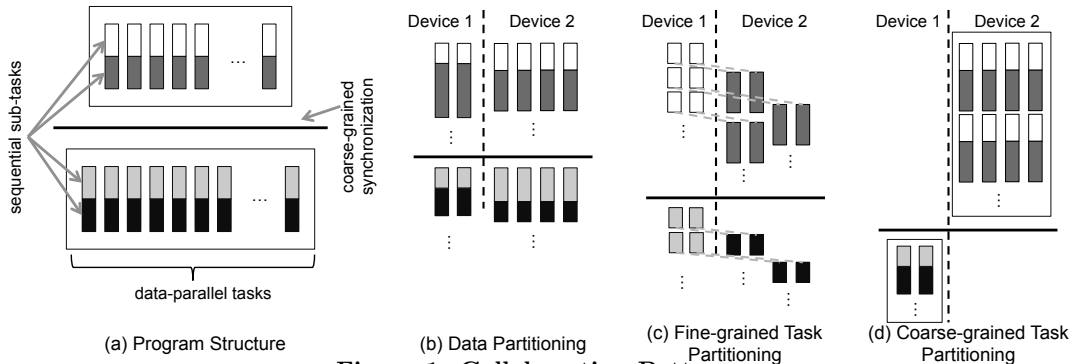 sequential sub-tasks
...
coarse-grained
synchronization
...
data-parallel tasks
(a) Program Structure
Device 1 Device 2
⋮ ⋮
⋮ ⋮
(b) Data Partitioning
Device 1 Device 2
⋮ ⋮
⋮ ⋮
(c) Fine-grained Task
Partitioning
Device 1 Device 2
⋮
⋮
(d) Coarse-grained Task
Partitioning